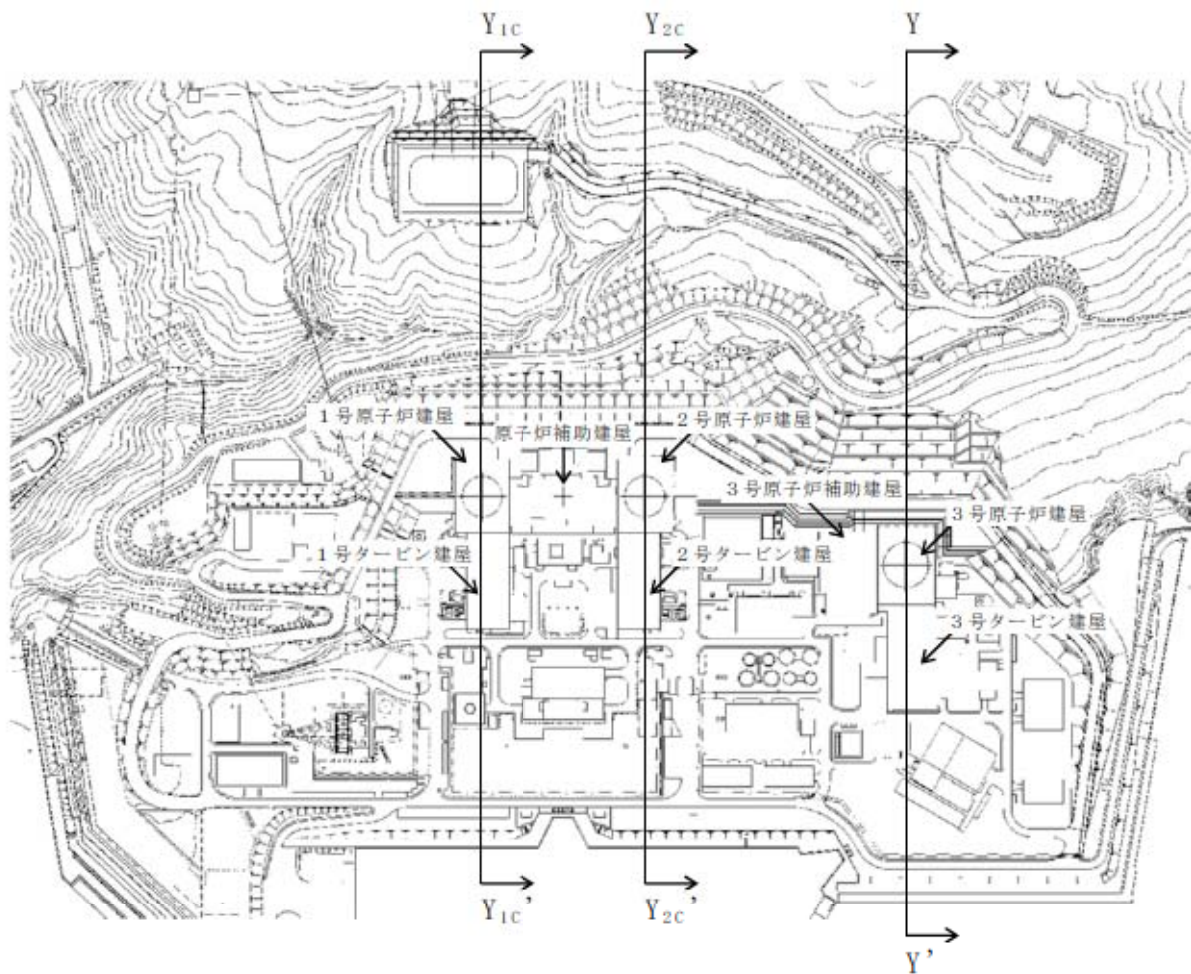 Y1C
Y2C
Y
1号原子炉建屋
2号原子炉建屋
原子炉補助建屋
3号原子炉補助建屋
3号原子炉建屋
1号タービン建屋
2号タービン建屋
3号タービン建屋
Y1C'
Y2C'
Y'